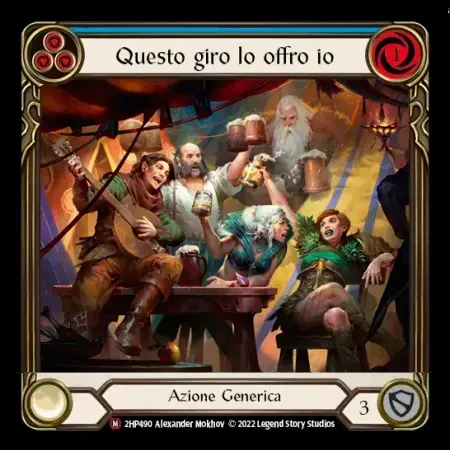 Questo giro lo offro io
1
Azione Generica
3
M 2HP490 Alexander Mokhov © 2022 Legend Story Studios